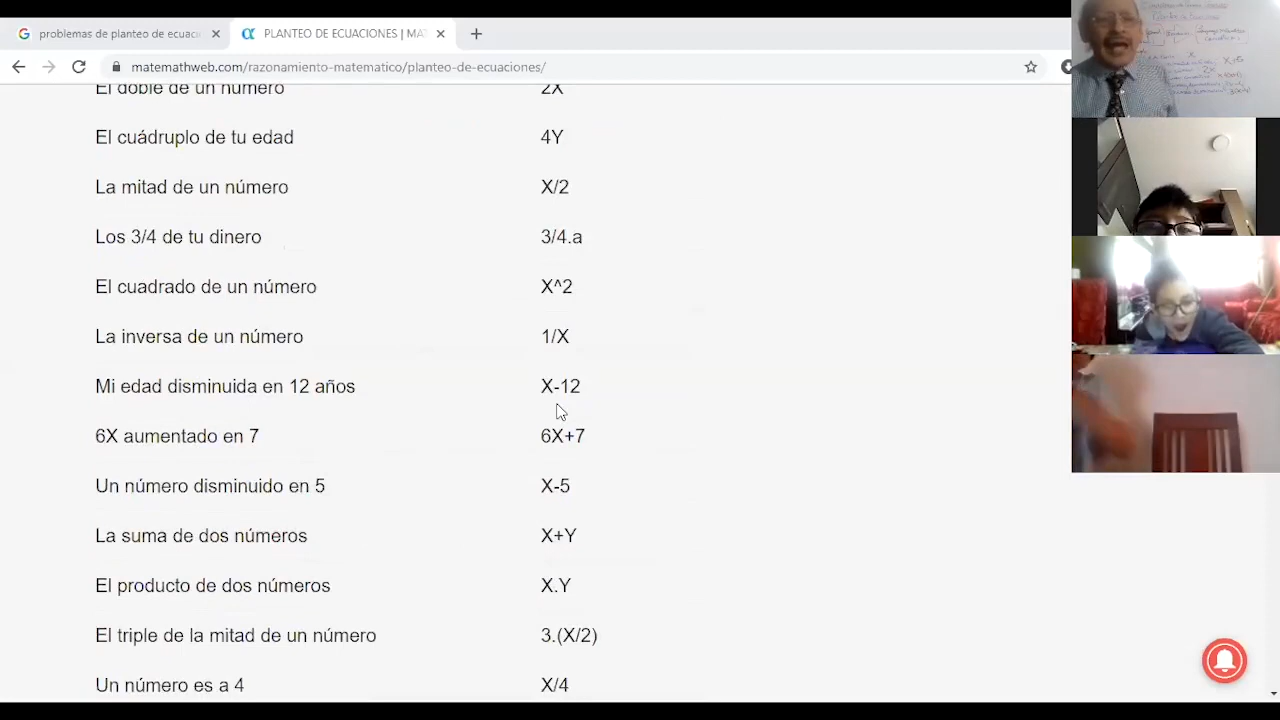 problemas de planteo de ecuaci
PLANTEO DE ECUACIONES | MA
matemathweb.com/razonamiento-matematico/planteo-de-ecuaciones/
El doble de un número 2X
El cuádruplo de tu edad 4Y
La mitad de un número X/2
Los 3/4 de tu dinero 3/4.a
El cuadrado de un número X^2
La inversa de un número 1/X
Mi edad disminuida en 12 años X-12
6X aumentado en 7 6X+7
Un número disminuido en 5 X-5
La suma de dos números X+Y
El producto de dos números X.Y
El triple de la mitad de un número 3.(X/2)
Un número es a 4 X/4
X+5
2X